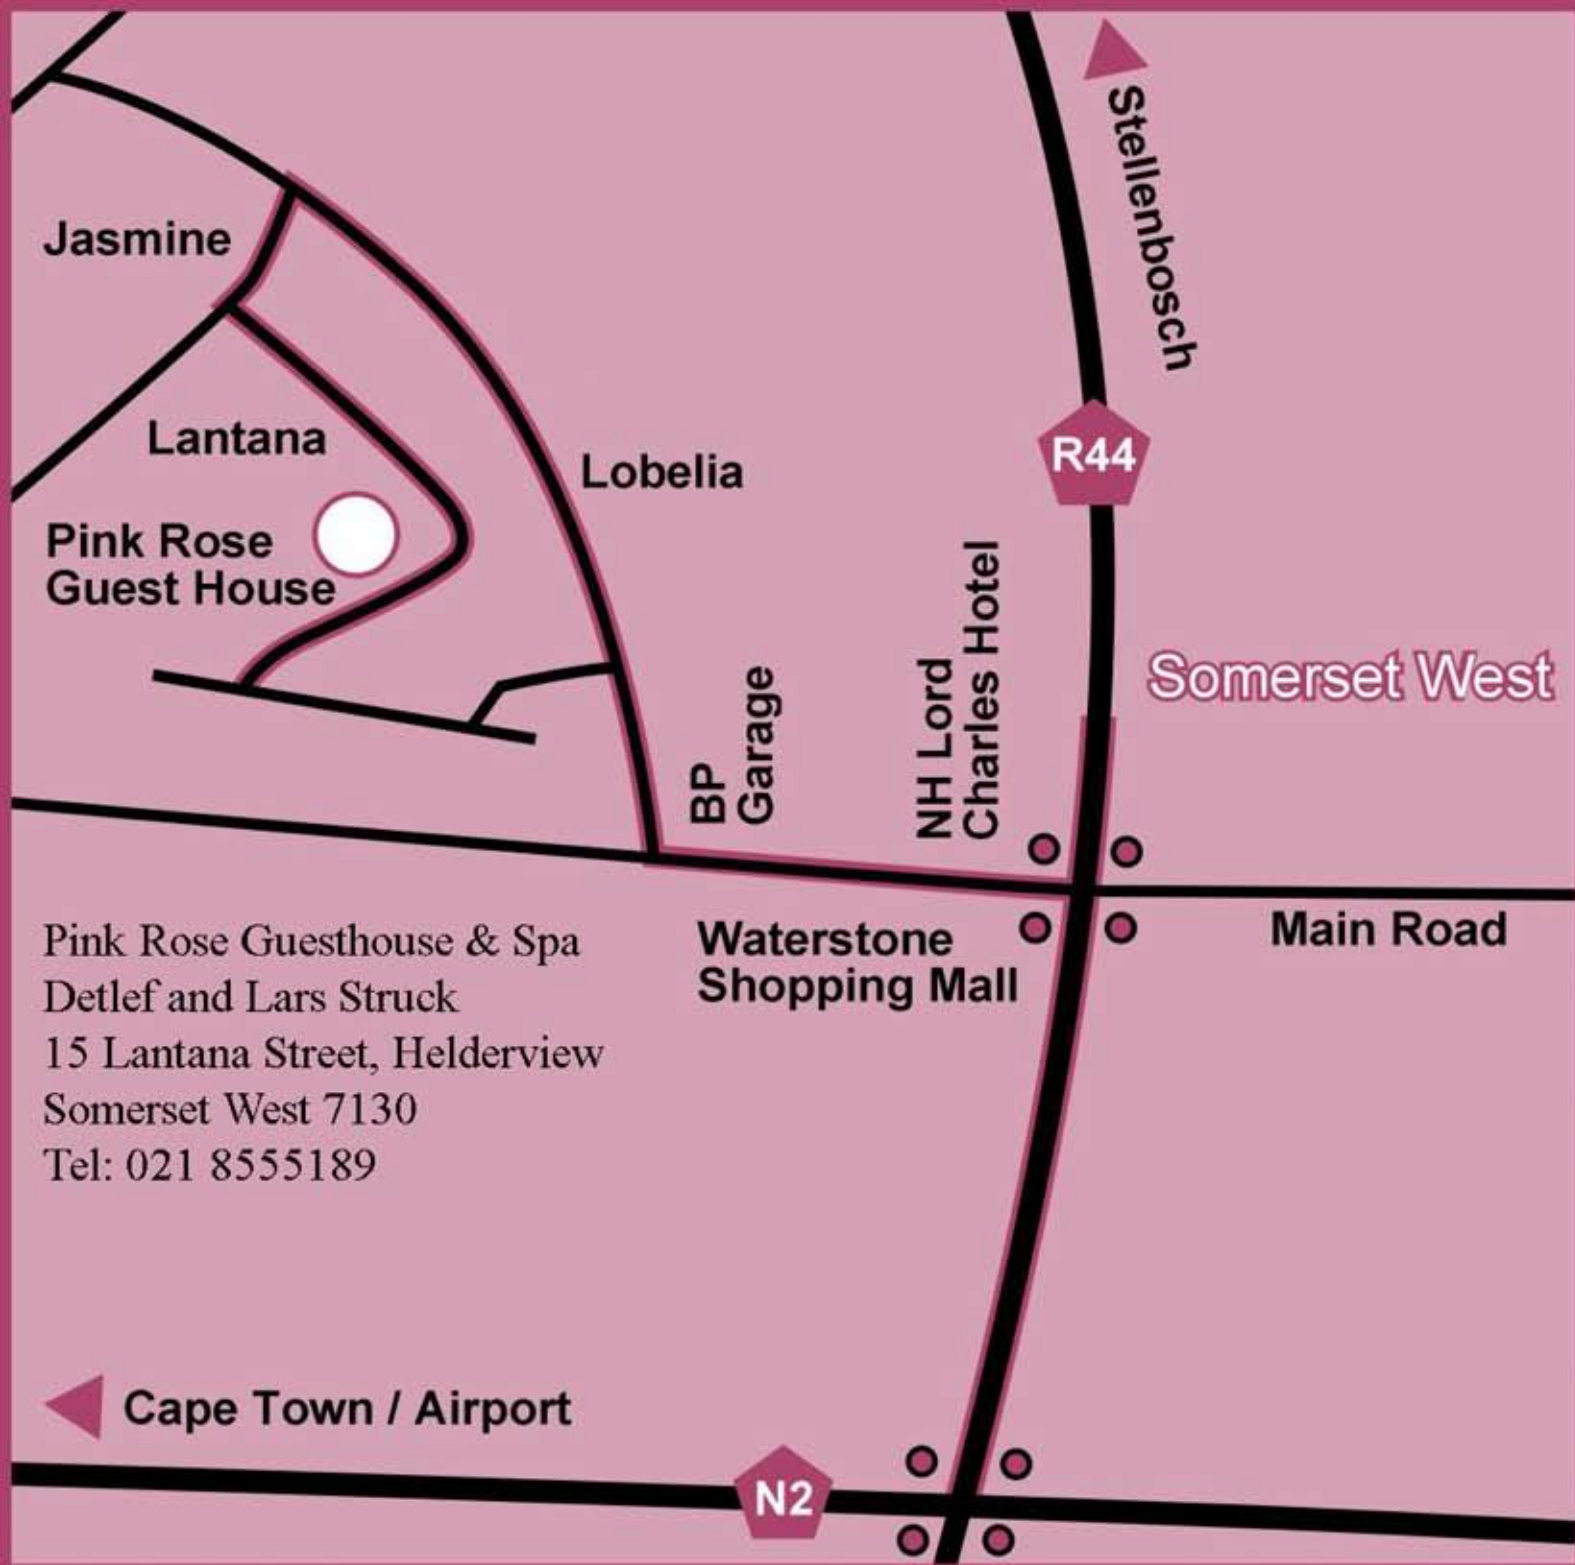 Stellenbosch
Jasmine
Lantana
Lobelia
R44
Pink Rose
Guest House
NH Lord
Charles Hotel
BP
Garage
Somerset West
Waterstone
Shopping Mall
Main Road
Pink Rose Guesthouse & Spa
Detlef and Lars Struck
15 Lantana Street, Helderview
Somerset West 7130
Tel: 021 8555189
Cape Town / Airport
N2